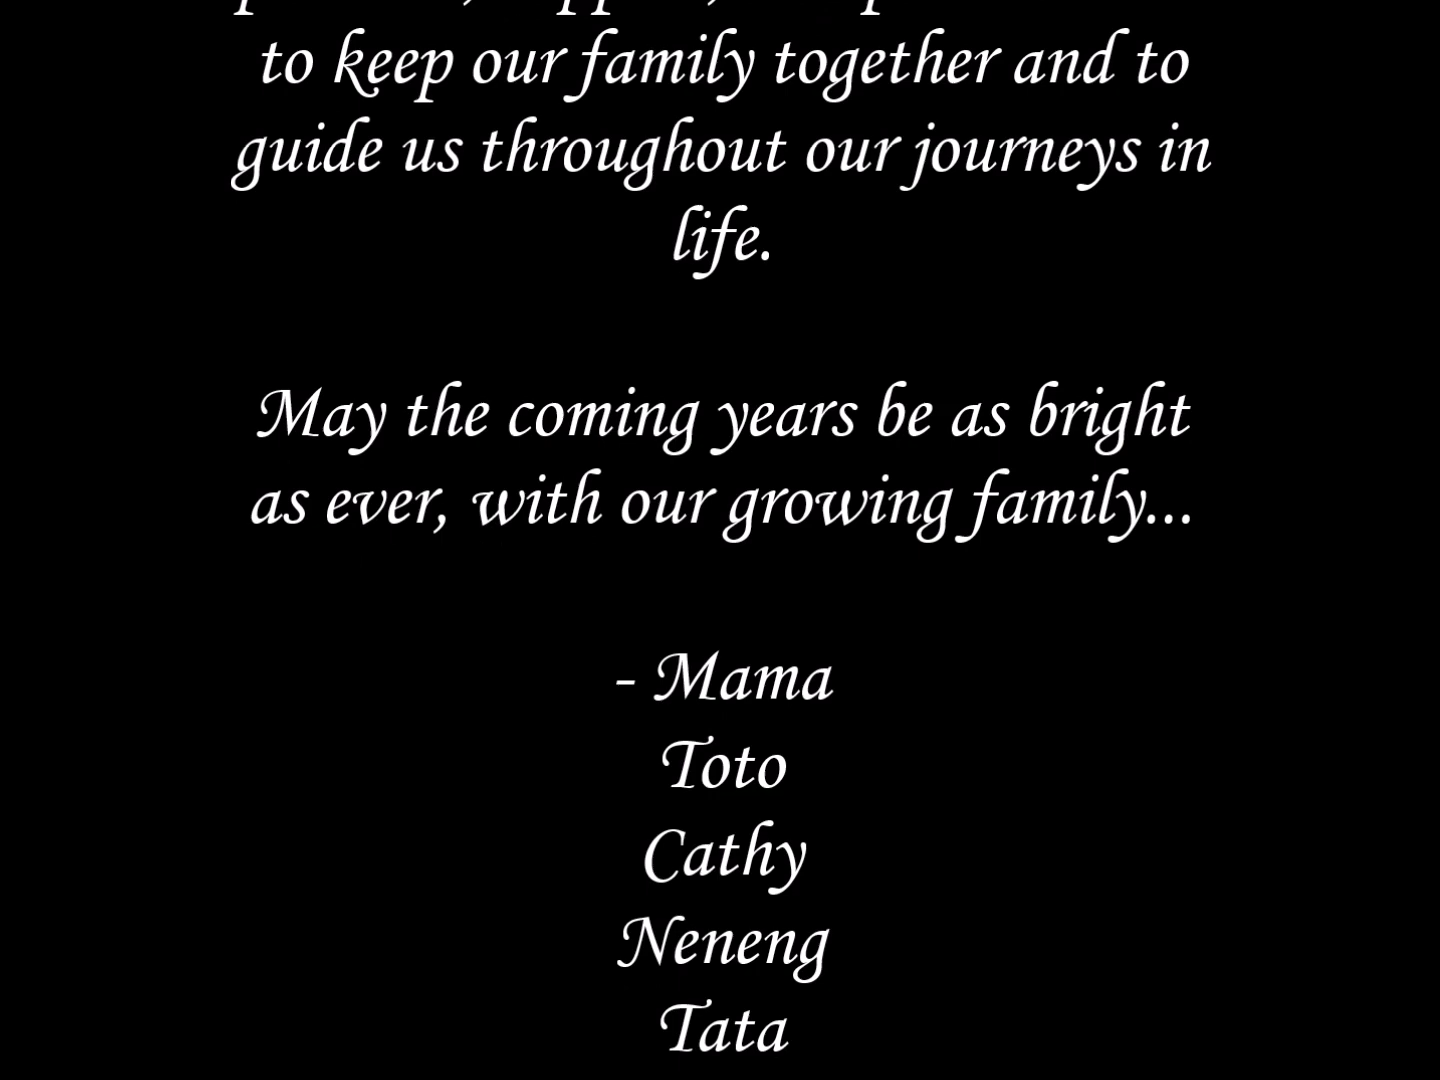 to keep our family together and to
guide us throughout our journeys in
life.
May the coming years be as bright
as ever, with our growing family...
- Mama
Toto
Cathy
Neneng
Tata